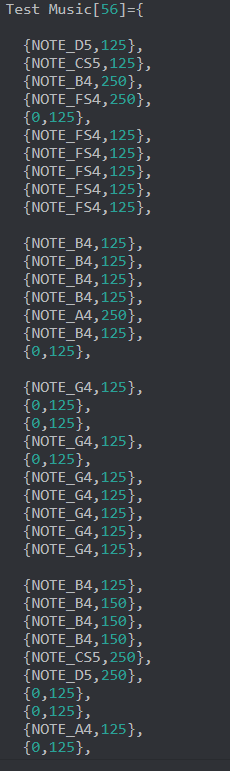 Test Music[56]={
{NOTE_D5,125},
{NOTE_CS5,125},
{NOTE_B4,250},
{NOTE_FS4,250},
{0,125},
{NOTE_FS4,125},
{NOTE_FS4,125},
{NOTE_FS4,125},
{NOTE_FS4,125},
{NOTE_FS4,125},
{NOTE_B4,125},
{NOTE_B4,125},
{NOTE_B4,125},
{NOTE_B4,125},
{NOTE_A4,250},
{NOTE_B4,125},
{0,125},
{NOTE_G4,125},
{0,125},
{0,125},
{NOTE_G4,125},
{0,125},
{NOTE_G4,125},
{NOTE_G4,125},
{NOTE_G4,125},
{NOTE_G4,125},
{NOTE_G4,125},
{NOTE_B4,125},
{NOTE_B4,150},
{NOTE_B4,150},
{NOTE_B4,150},
{NOTE_CS5,250},
{NOTE_D5,250},
{0,125},
{0,125},
{NOTE_A4,125},
{0,125},